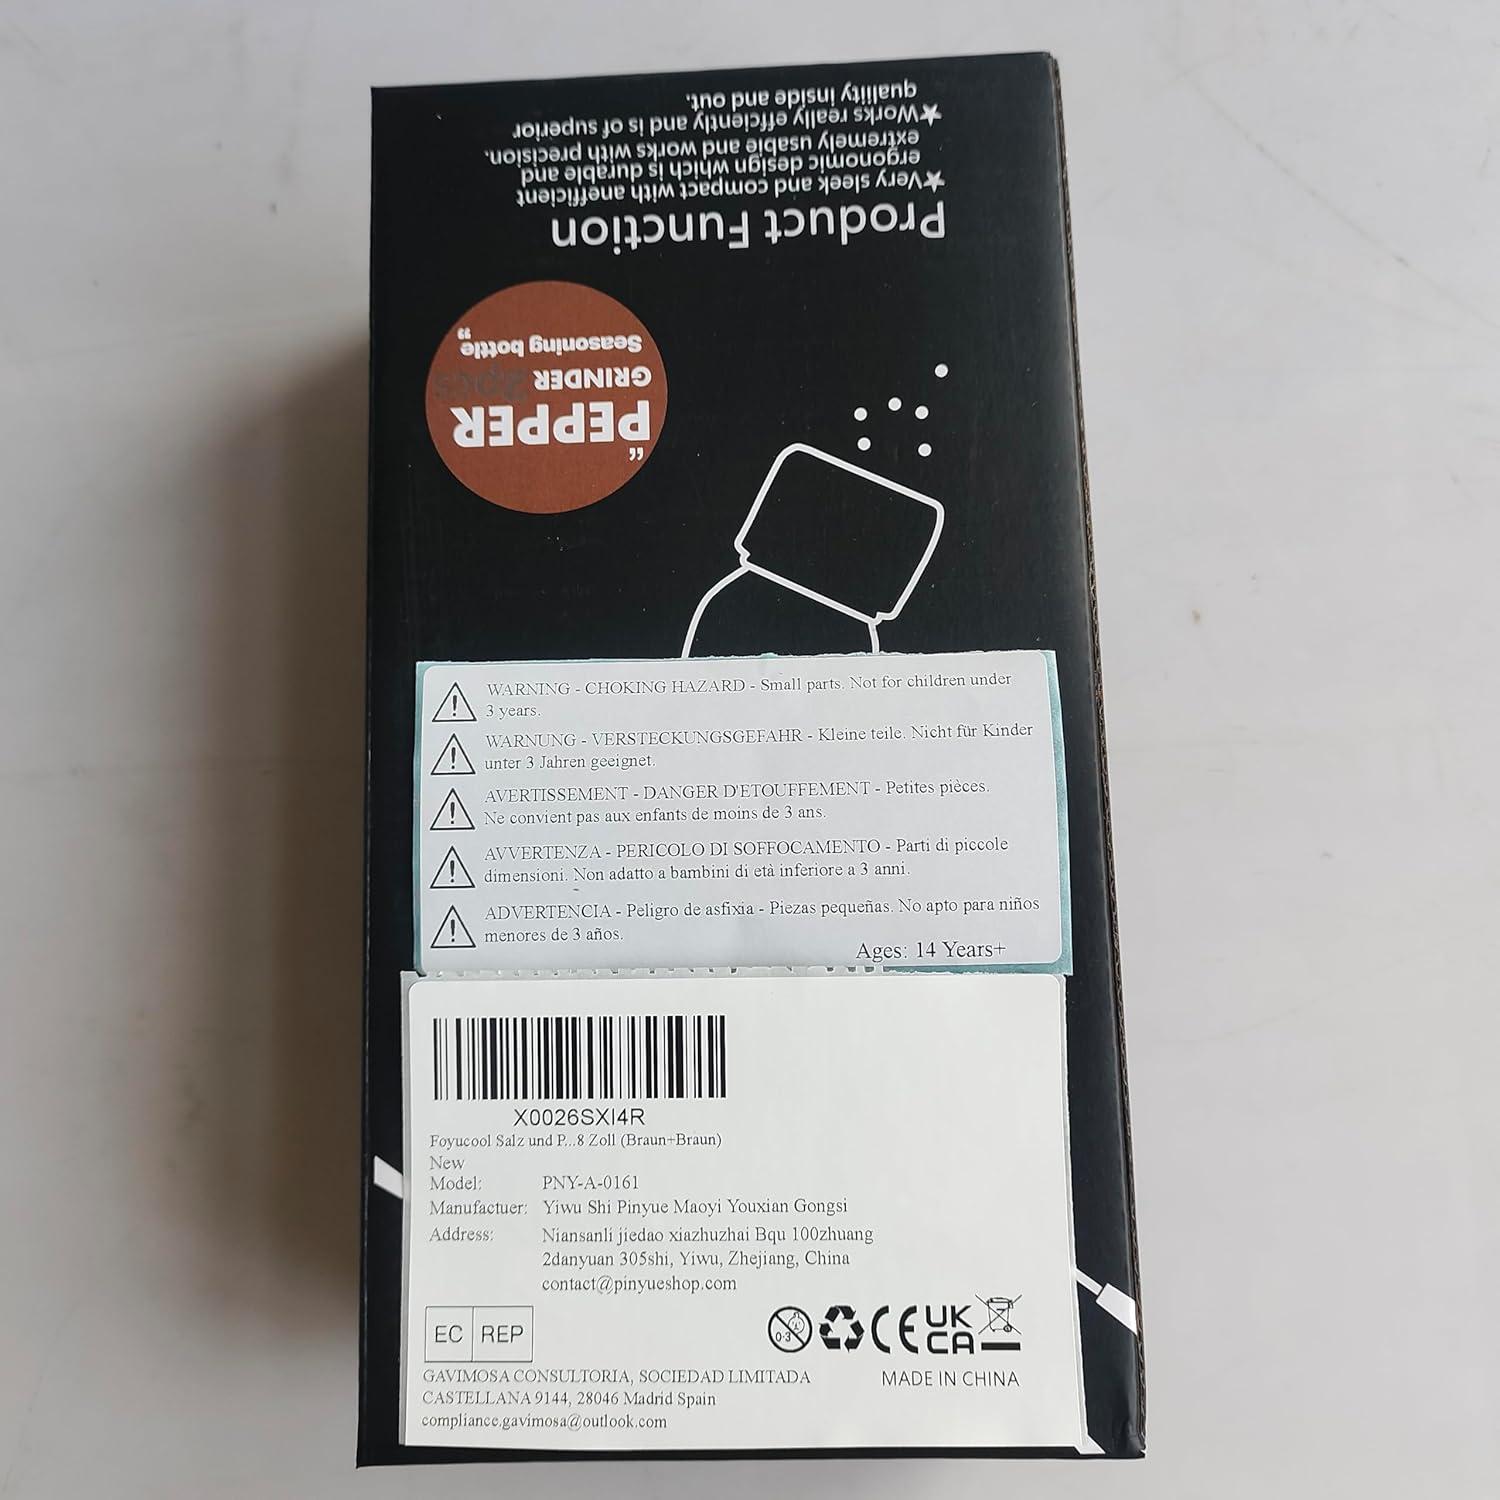 Product Function
★Very sleek and compact with anefficient
ergonomic design which is durable and
extremely usable and works with precision.
★Works really effciently and is of superior
quality inside and out.
“
PEPPER
GRINDER 2pcs
Seasoning bottle
”
WARNING - CHOKING HAZARD - Small parts. Not for children under
3 years.
WARNUNG - VERSTECKUNGSGEFAHR - Kleine teile. Nicht für Kinder
unter 3 Jahren geeignet.
AVERTISSEMENT - DANGER D'ETOUFFEMENT - Petites pièces.
Ne convient pas aux enfants de moins de 3 ans.
AVVERTENZA - PERICOLO DI SOFFOCAMENTO - Parti di piccole
dimensioni. Non adatto a bambini di età inferiore a 3 anni.
ADVERTENCIA - Peligro de asfixia - Piezas pequeñas. No apto para niños
menores de 3 años.
Ages: 14 Years+
X0026SXI4R
Foyucool Salz und P...8 Zoll (Braun+Braun)
New
Model: PNY-A-0161
Manufactuer: Yiwu Shi Pinyue Maoyi Youxian Gongsi
Address: Niansanli jiedao xiazhuzhai Bqu 100zhuang
2danyuan 305shi, Yiwu, Zhejiang, China
contact@pinyueshop.com
EC REP
0-3 CE UK
CA
GAVIMOSA CONSULTORIA, SOCIEDAD LIMITADA
CASTELLANA 9144, 28046 Madrid Spain
compliance.gavimosa@outlook.com
MADE IN CHINA